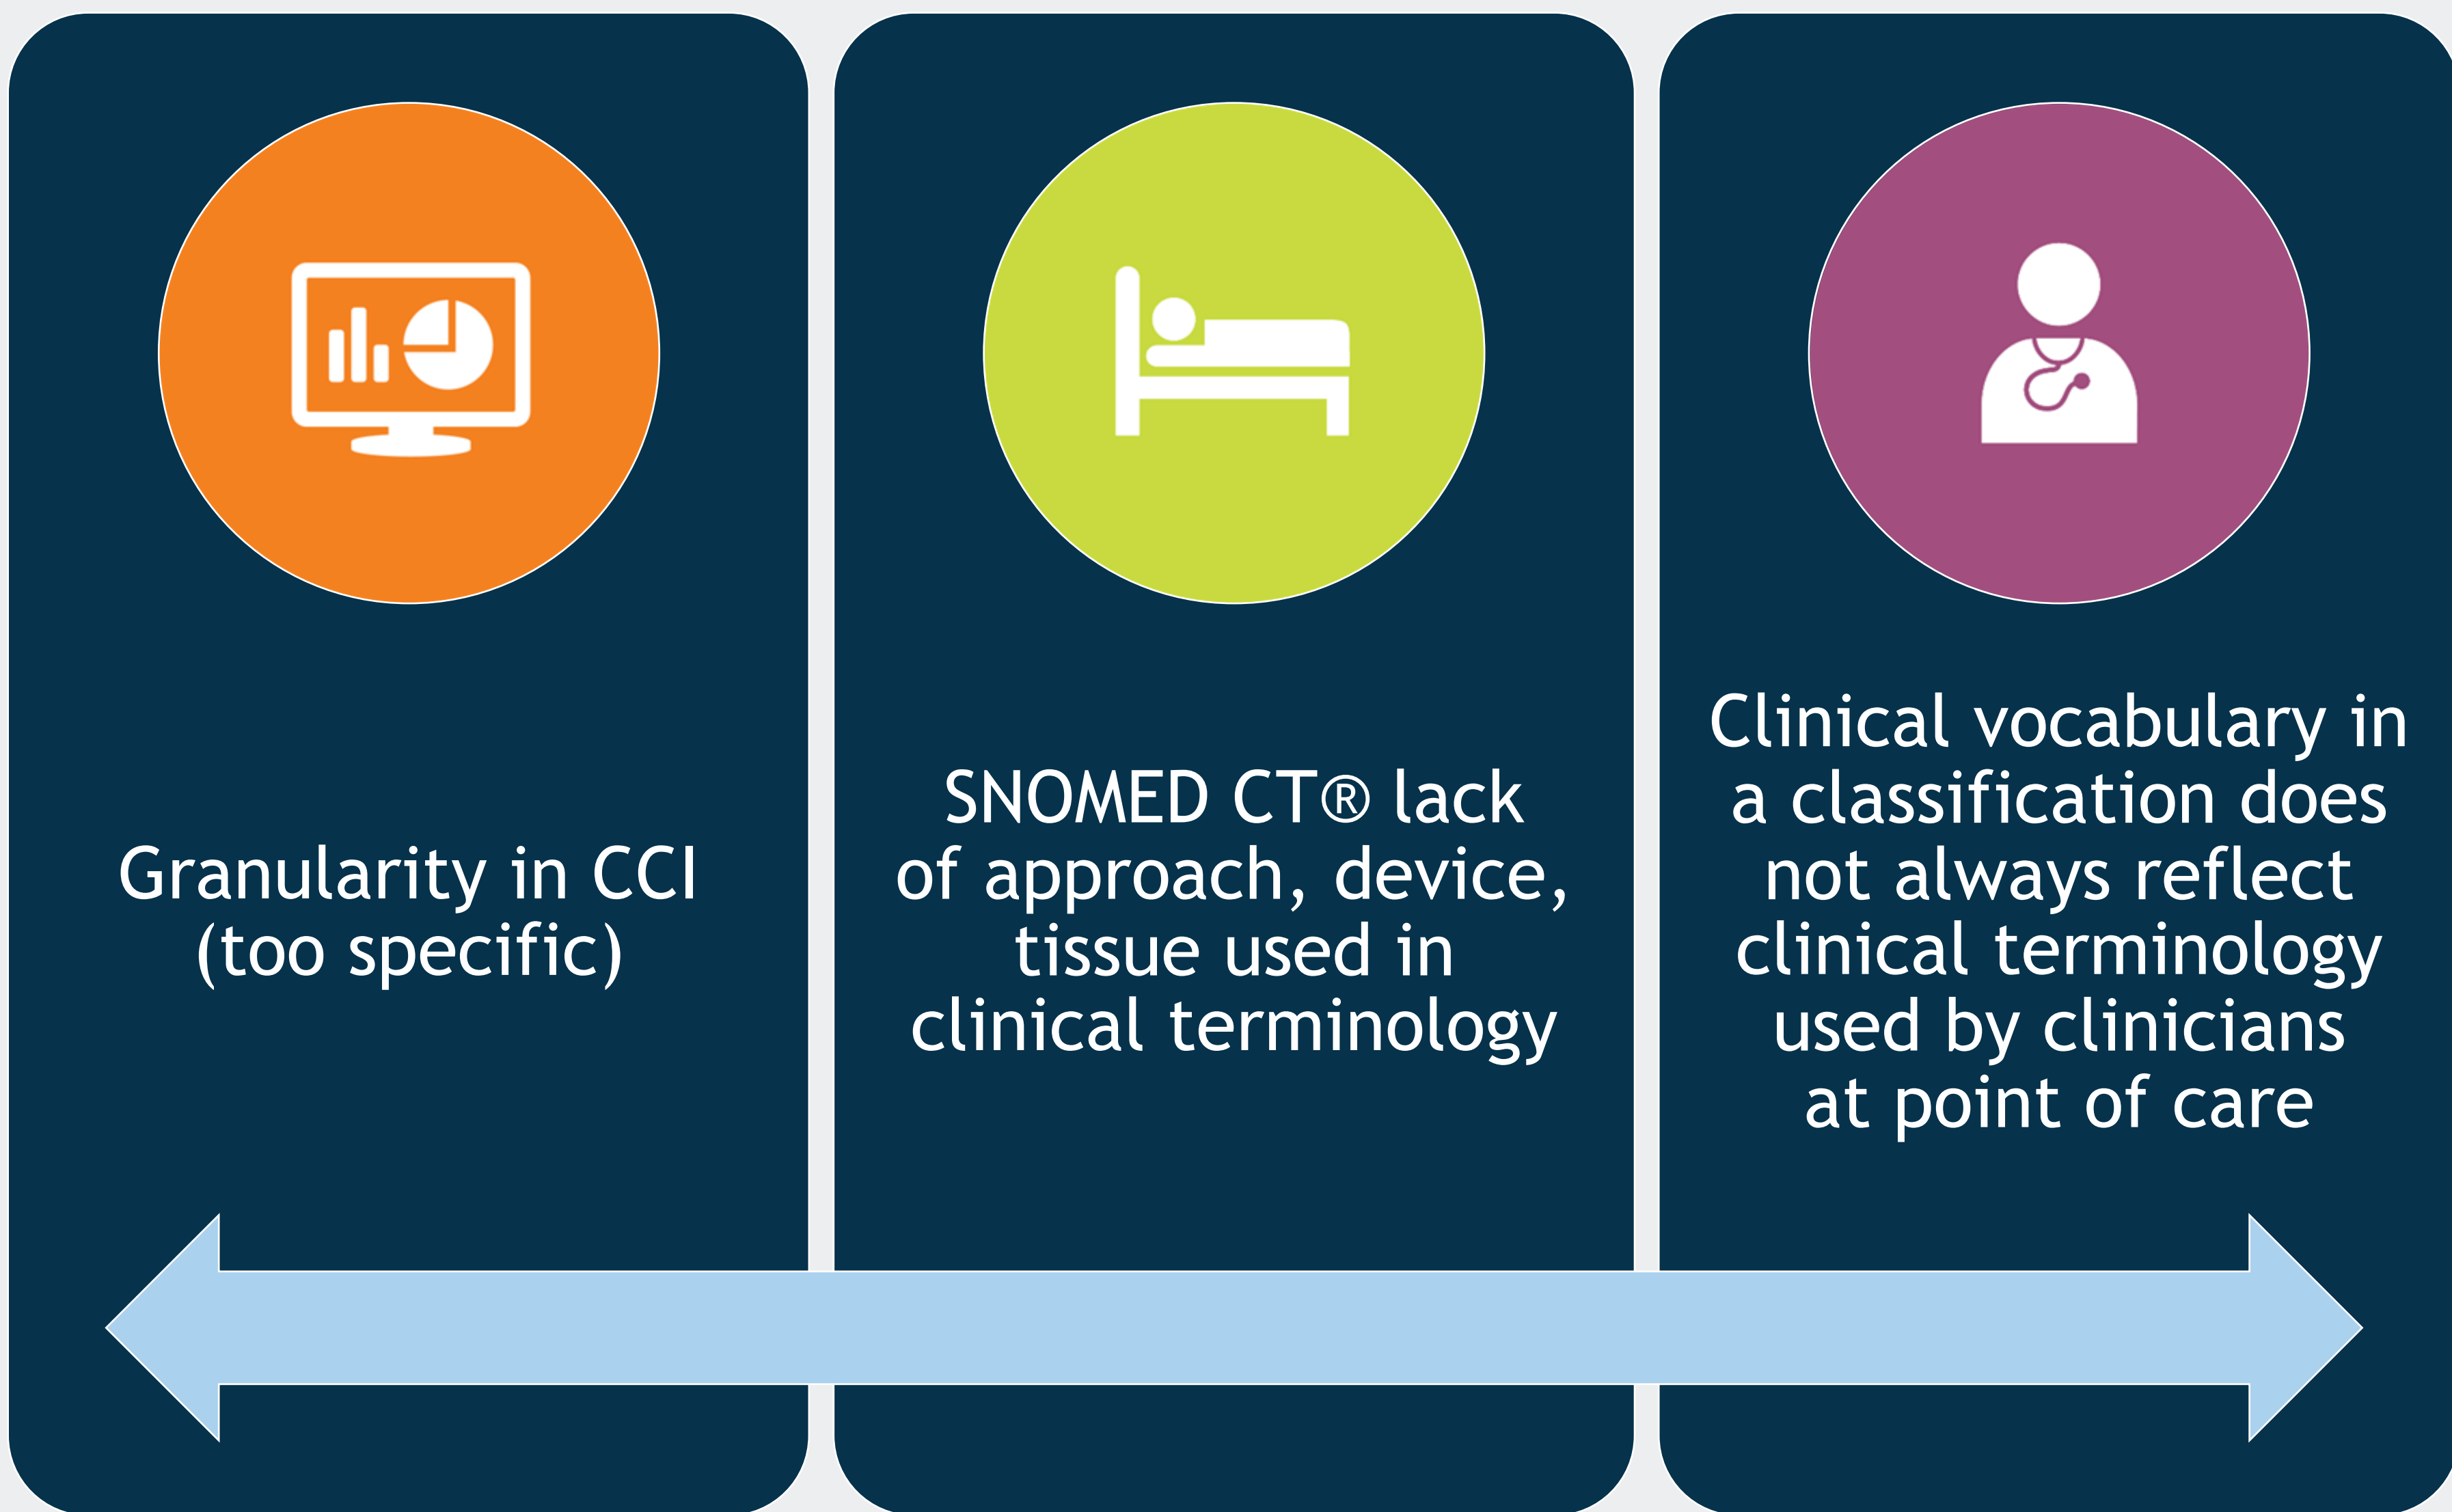 Granularity in CCI
(too specific)
SNOMED CT® lack
of approach, device,
tissue used in
clinical terminology
Clinical vocabulary in
a classification does
not always reflect
clinical terminology
used by clinicians
at point of care